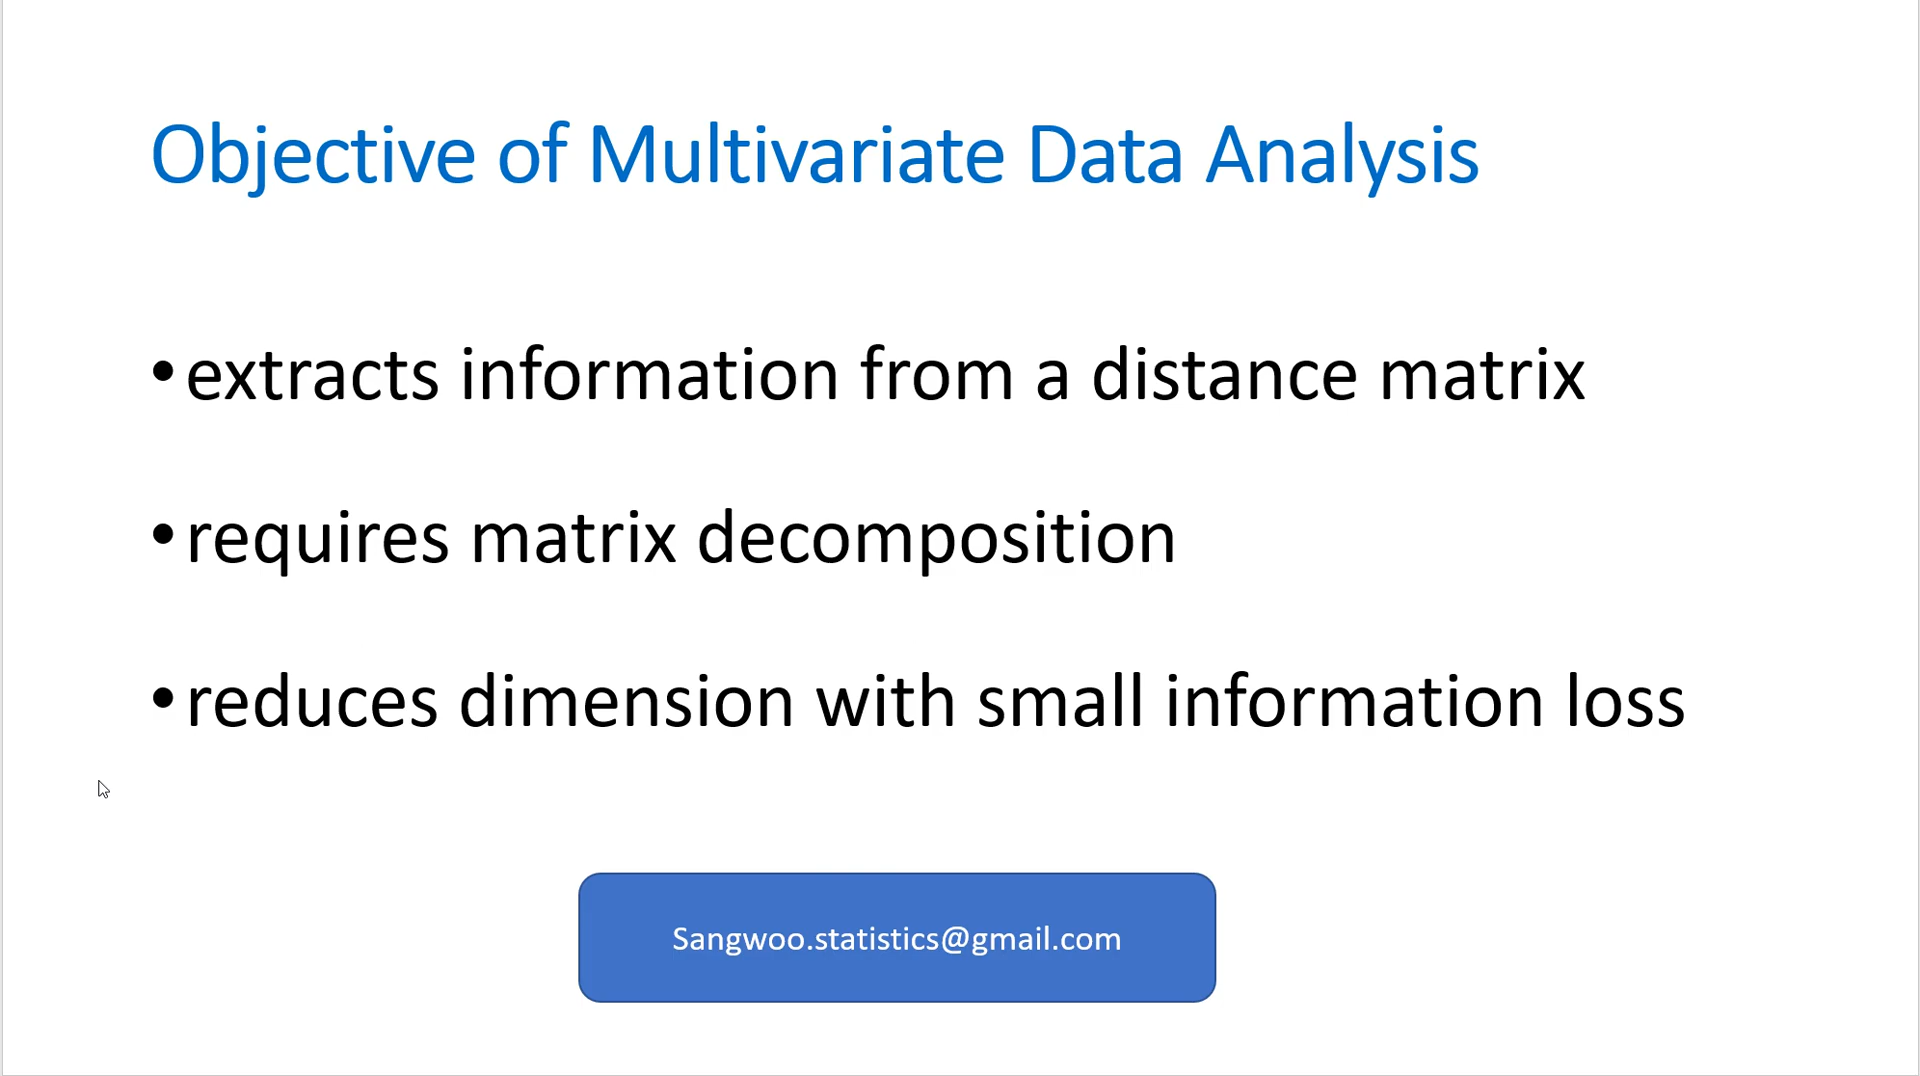 Objective of Multivariate Data Analysis
•extracts information from a distance matrix
•requires matrix decomposition
•reduces dimension with small information loss
Sangwoo.statistics@gmail.com